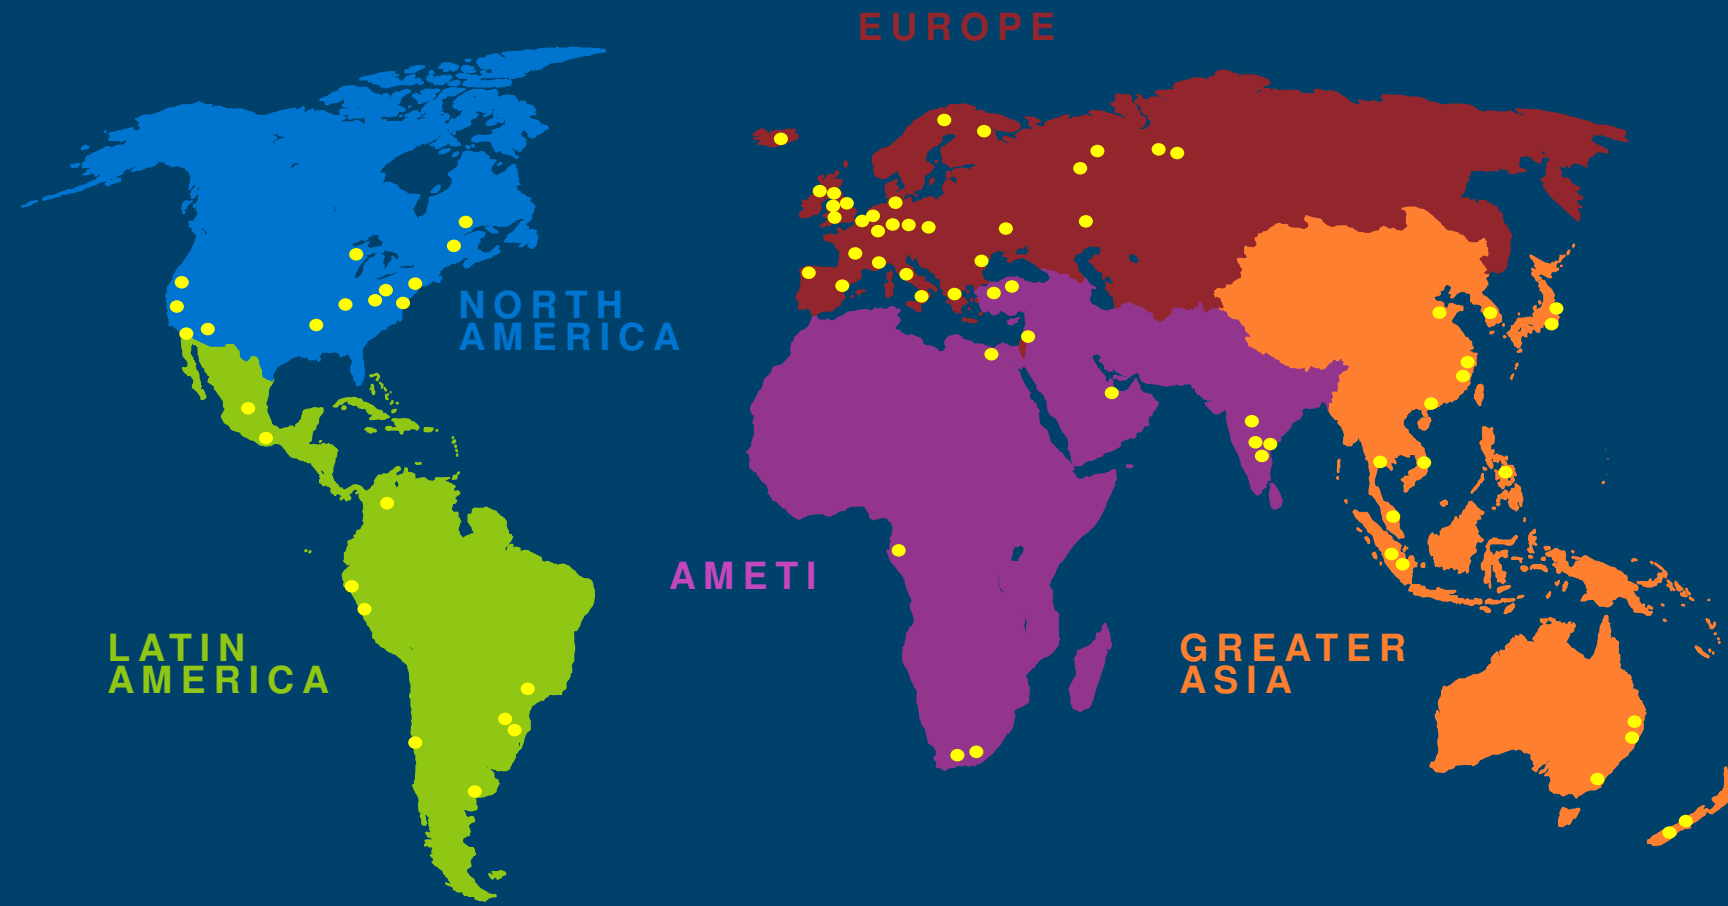 EUROPE
NORTH
AMERICA
AMETI
LATIN
AMERICA
GREATER
ASIA